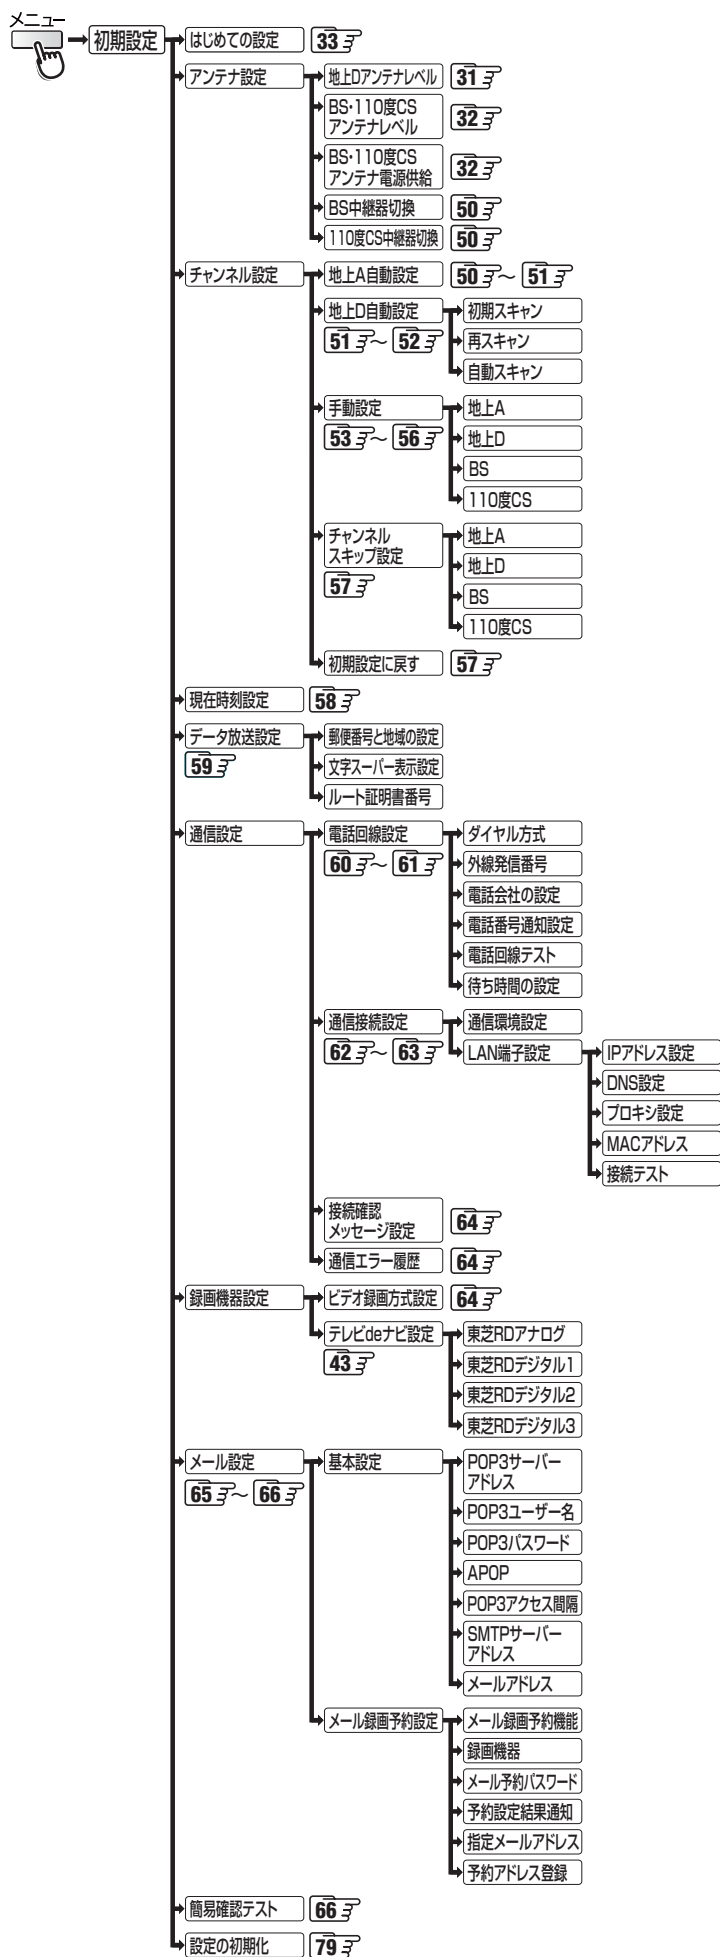 メニュー
初期設定
はじめての設定 33
アンテナ設定
地上Dアンテナレベル 31
BS・110度CS
アンテナレベル
32
BS・110度CS
アンテナ電源供給
32
BS中継器切換 50
110度CS中継器切換 50
チャンネル設定
地上A自動設定 50 ~ 51
地上D自動設定
51 ~ 52
初期スキャン
再スキャン
自動スキャン
手動設定
53 ~ 56
地上A
地上D
BS
110度CS
チャンネル
スキップ設定
57
地上A
地上D
BS
110度CS
初期設定に戻す 57
現在時刻設定 58
データ放送設定
59
郵便番号と地域の設定
文字スーパー表示設定
ルート証明書番号
通信設定
電話回線設定
60 ~ 61
ダイヤル方式
外線発信番号
電話会社の設定
電話番号通知設定
電話回線テスト
待ち時間の設定
通信接続設定
62 ~ 63
通信環境設定
LAN端子設定
IPアドレス設定
DNS設定
プロキシ設定
MACアドレス
接続テスト
接続確認
メッセージ設定
64
通信エラー履歴 64
録画機器設定
ビデオ録画方式設定 64
テレビdeナビ設定
43
東芝RDアナログ
東芝RDデジタル1
東芝RDデジタル2
東芝RDデジタル3
メール設定
65 ~ 66
基本設定
POP3サーバー
アドレス
POP3ユーザー名
POP3パスワード
APOP
POP3アクセス間隔
SMTPサーバー
アドレス
メールアドレス
メール録画予約設定
メール録画予約機能
録画機器
メール予約パスワード
予約設定結果通知
指定メールアドレス
予約アドレス登録
簡易確認テスト 66
設定の初期化 79